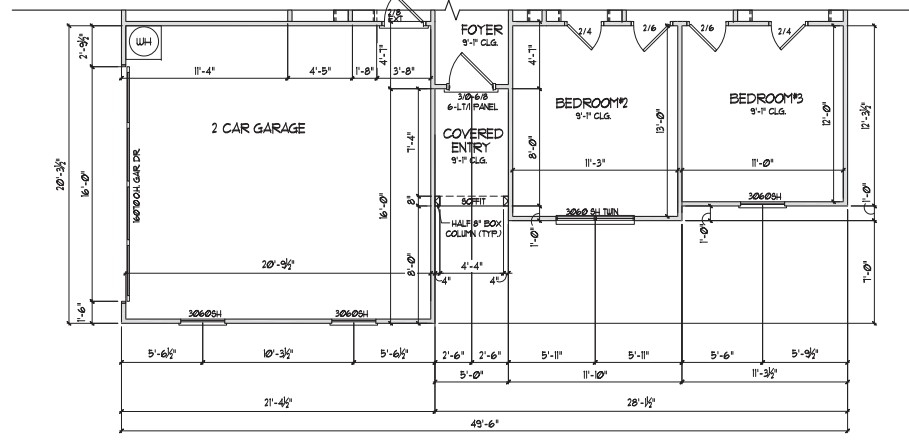 2/8
EXT
FOYER
9'-1" CLG.
2/4
2/6
2/6
2/4
WH
2'-9½"
4'-7"
4'-7"
11'-4"
4'-5"
1'-8"
3'-8"
3/0-6/8
6-LT/1 PANEL
BEDROOM#2
9'-1" CLG.
BEDROOM#3
9'-1" CLG.
13'-0"
12'-0"
12'-3½"
2 CAR GARAGE
COVERED
ENTRY
9'-1" CLG.
7'-4"
8'-0"
20'-3½"
16'-0"
16070 O.H. GAR. DR.
11'-3"
11'-0"
16'-0"
8"
SOFFIT
3060SH
1'-0"
3060 SH TWIN
HALF 8" BOX
COLUMN (TYP.)
1'-0"
1'-0"
20'-9½"
8'-0"
4'-4"
4"
4"
7'-0"
1'-6"
3060SH
3060SH
5'-6½"
10'-3½"
5'-6½"
2'-6"
2'-6"
5'-11"
5'-11"
5'-6"
5'-9½"
5'-0"
11'-10"
11'-3½"
21'-4½"
28'-1½"
49'-6"